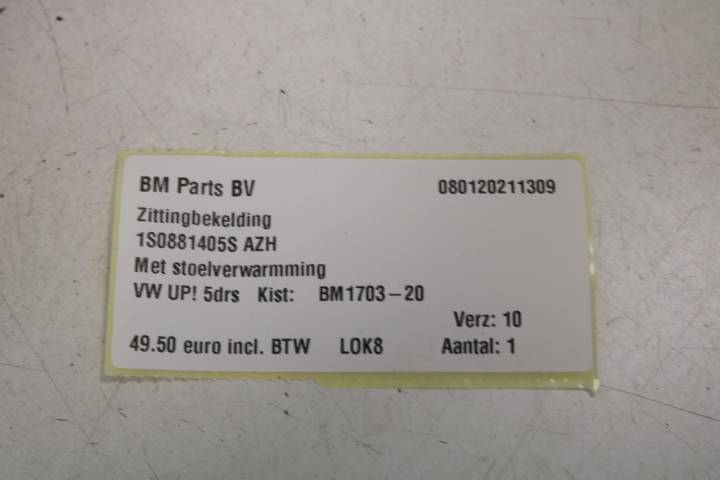 BM Parts BV 080120211309
Zittingbekelding
1S0881405S AZH
Met stoelverwarmming
VW UP! 5drs Kist: BM1703-20
Verz: 10
49.50 euro incl. BTW LOK8 Aantal: 1